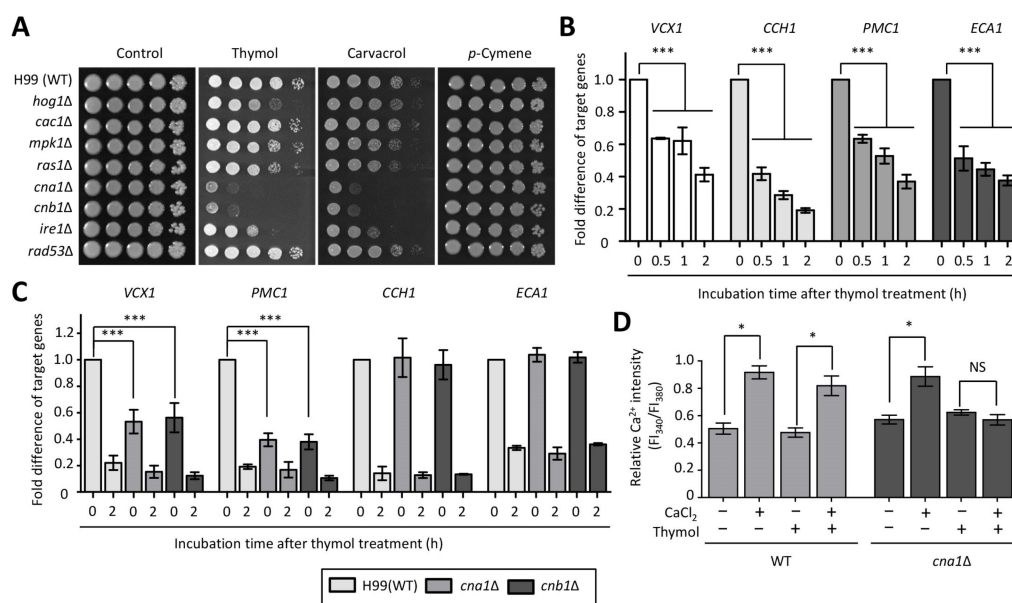 A
Control Thymol Carvacrol p-Cymene
H99 (WT)
hog1Δ
cac1Δ
mpk1Δ
ras1Δ
cna1Δ
cnb1Δ
ire1Δ
rad53Δ
B
VCX1 CCH1 PMC1 ECA1
*** *** *** ***
Fold difference of target genes
1.0
0.8
0.6
0.4
0.2
0 0.5 1 2 0 0.5 1 2 0 0.5 1 2 0 0.5 1 2
Incubation time after thymol treatment (h)
C
VCX1 PMC1 CCH1 ECA1
*** ***
*** ***
Fold difference of target genes
1.2
1.0
0.8
0.6
0.4
0.2
0
0 2 0 2 0 2 0 2 0 2 0 2 0 2 0 2 0 2 0 2 0 2 0 2
Incubation time after thymol treatment (h)
H99(WT) cna1Δ cnb1Δ
D
* * * NS
Relative Ca²⁺ intensity
(FI₃₄₀/FI₃₈₀)
1.0
0.8
0.6
0.4
0.2
0
CaCl₂ − + − + − + − +
Thymol − − + + − − + +
WT cna1Δ